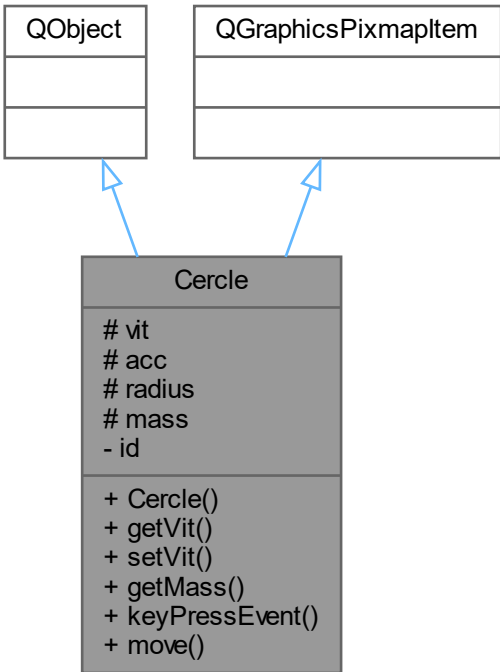 QObject
QGraphicsPixmapItem
Cercle
# vit
# acc
# radius
# mass
- id
+ Cercle()
+ getVit()
+ setVit()
+ getMass()
+ keyPressEvent()
+ move()